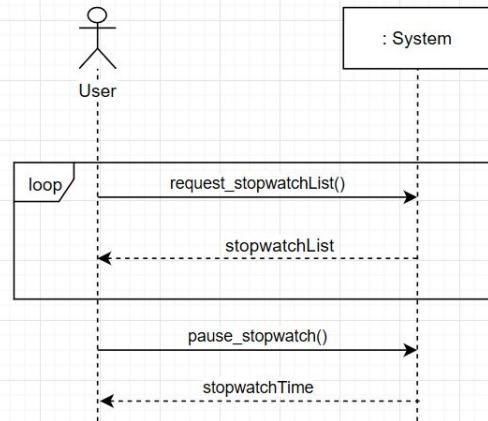 : System
User
loop
request_stopwatchList()
stopwatchList
pause_stopwatch()
stopwatchTime